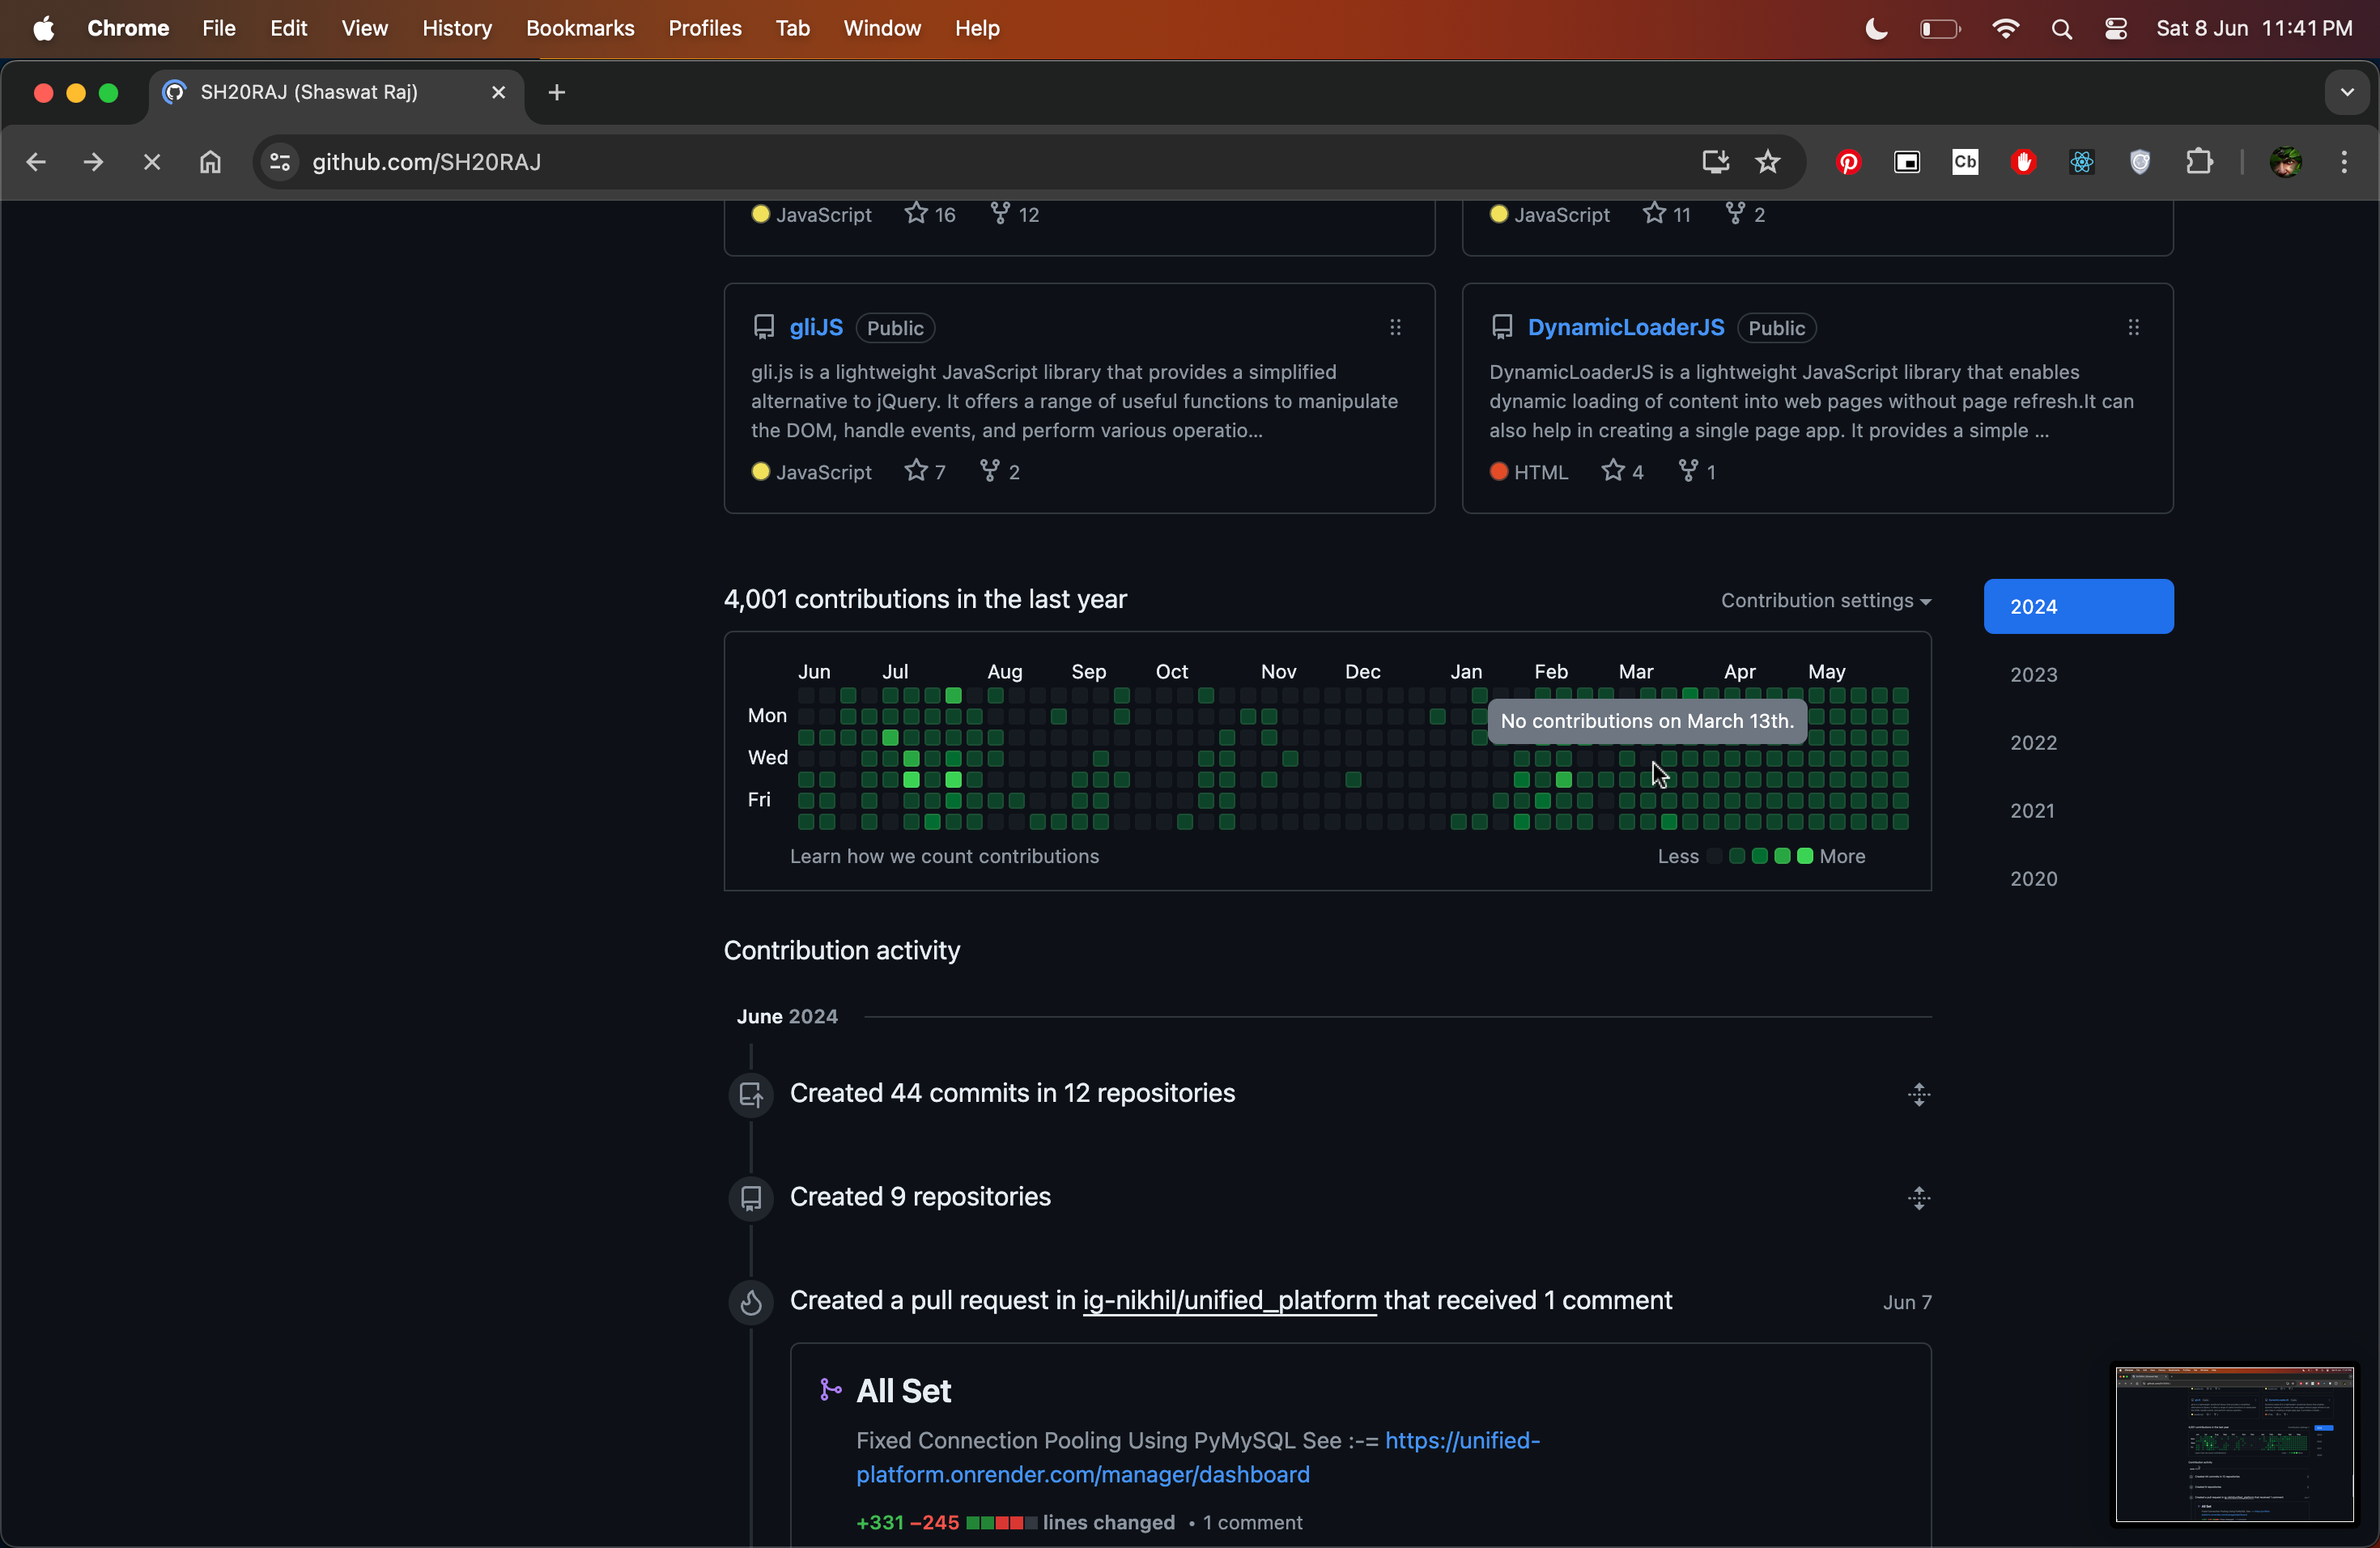 Chrome File Edit View History Bookmarks Profiles Tab Window Help Sat 8 Jun 11:41 PM
SH20RAJ (Shaswat Raj)
github.com/SH20RAJ
Cb
JavaScript 16 12
JavaScript 11 2
gliJS Public
gli.js is a lightweight JavaScript library that provides a simplified
alternative to jQuery. It offers a range of useful functions to manipulate
the DOM, handle events, and perform various operatio...
JavaScript 7 2
DynamicLoaderJS Public
DynamicLoaderJS is a lightweight JavaScript library that enables
dynamic loading of content into web pages without page refresh.It can
also help in creating a single page app. It provides a simple ...
HTML 4 1
4,001 contributions in the last year
Contribution settings
2024
2023
2022
2021
2020
Jun Jul Aug Sep Oct Nov Dec Jan Feb Mar Apr May
Mon
No contributions on March 13th.
Wed
Fri
Learn how we count contributions
Less More
Contribution activity
June 2024
Created 44 commits in 12 repositories
Created 9 repositories
Created a pull request in ig-nikhil/unified_platform that received 1 comment Jun 7
All Set
Fixed Connection Pooling Using PyMySQL See :-= https://unified-
platform.onrender.com/manager/dashboard
+331 −245 lines changed • 1 comment